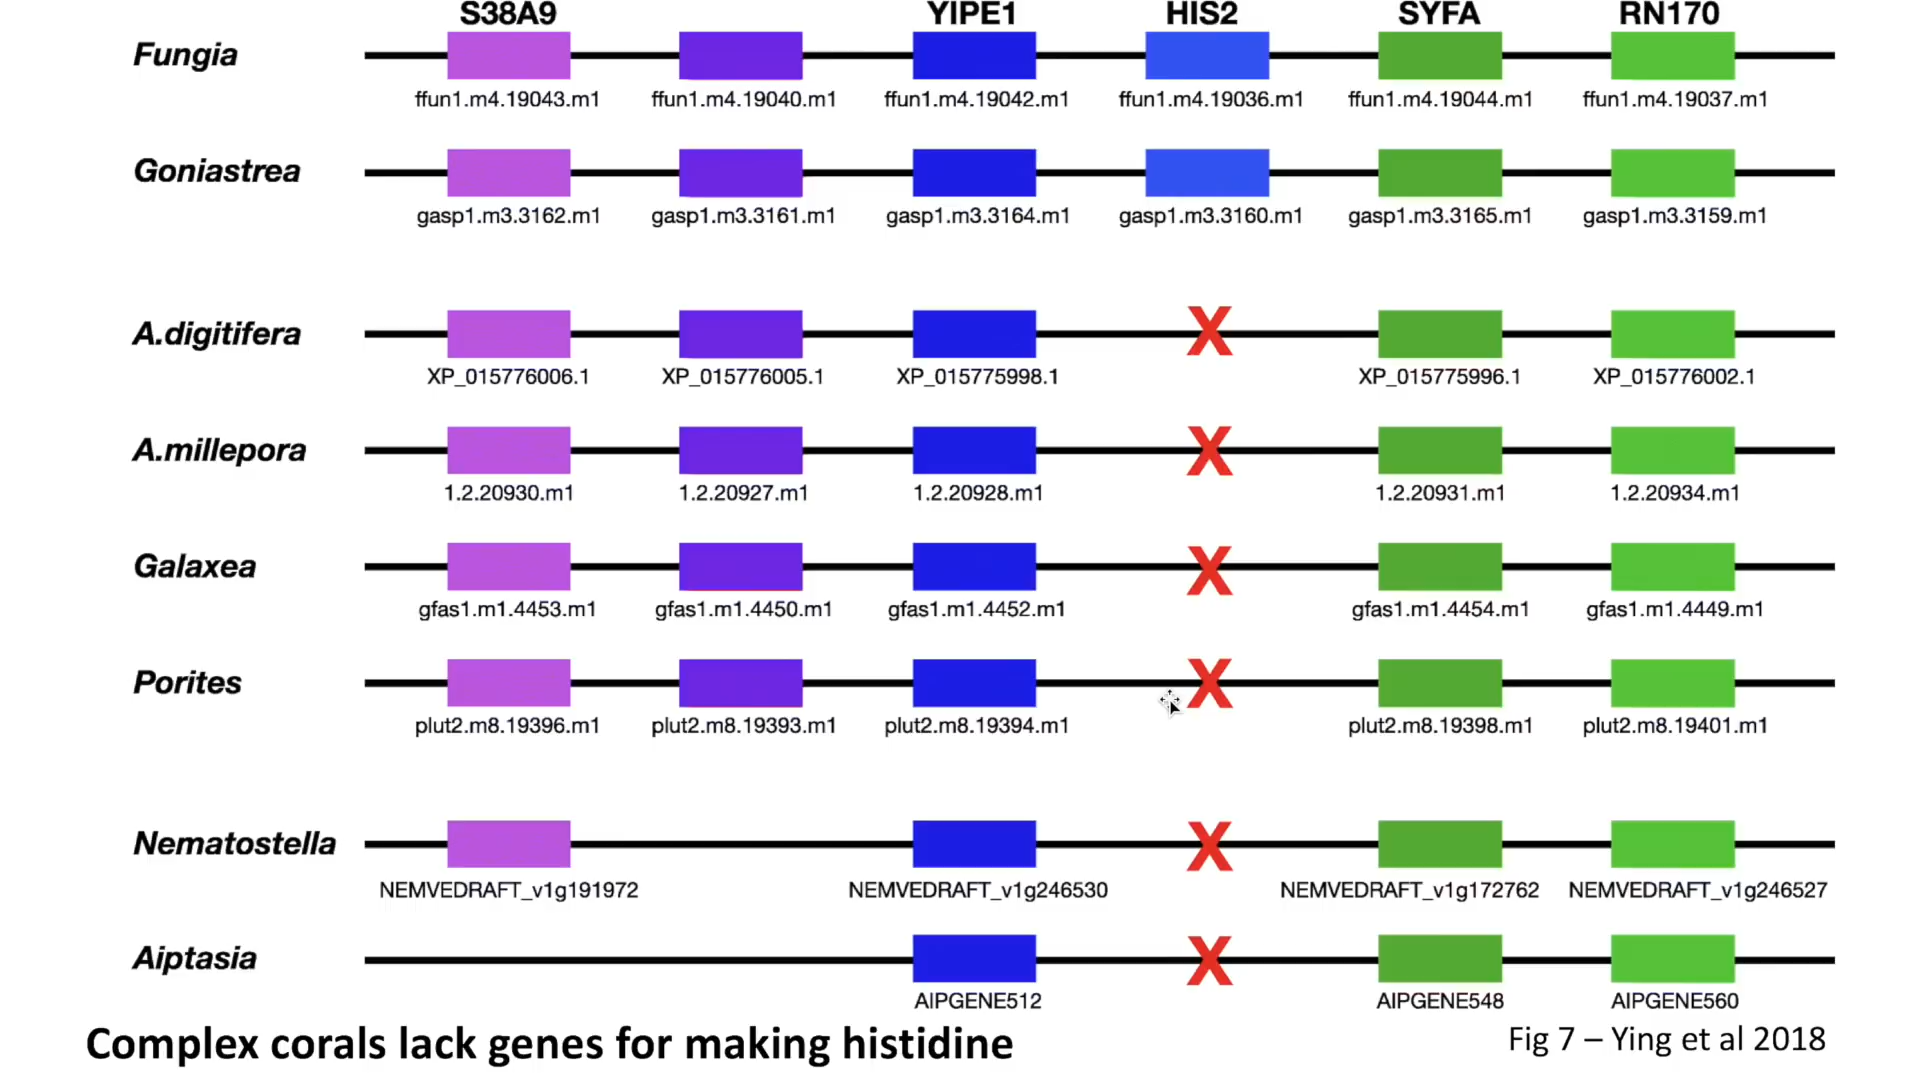 S38A9 YIPE1 HIS2 SYFA RN170
Fungia
ffun1.m4.19043.m1 ffun1.m4.19040.m1 ffun1.m4.19042.m1 ffun1.m4.19036.m1 ffun1.m4.19044.m1 ffun1.m4.19037.m1
Goniastrea
gasp1.m3.3162.m1 gasp1.m3.3161.m1 gasp1.m3.3164.m1 gasp1.m3.3160.m1 gasp1.m3.3165.m1 gasp1.m3.3159.m1
A.digitifera X
XP_015776006.1 XP_015776005.1 XP_015775998.1 XP_015775996.1 XP_015776002.1
A.millepora X
1.2.20930.m1 1.2.20927.m1 1.2.20928.m1 1.2.20931.m1 1.2.20934.m1
Galaxea X
gfas1.m1.4453.m1 gfas1.m1.4450.m1 gfas1.m1.4452.m1 gfas1.m1.4454.m1 gfas1.m1.4449.m1
Porites X
plut2.m8.19396.m1 plut2.m8.19393.m1 plut2.m8.19394.m1 plut2.m8.19398.m1 plut2.m8.19401.m1
Nematostella X
NEMVEDRAFT_v1g191972 NEMVEDRAFT_v1g246530 NEMVEDRAFT_v1g172762 NEMVEDRAFT_v1g246527
Aiptasia X
AIPGENE512 AIPGENE548 AIPGENE560
Complex corals lack genes for making histidine Fig 7 – Ying et al 2018